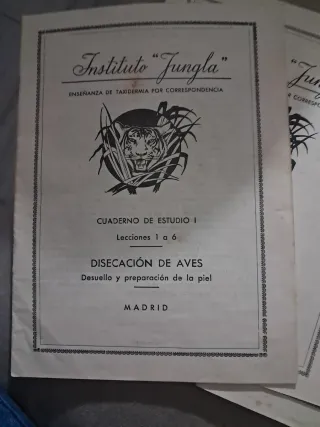 Instituto "Jungla"
ENSEÑANZA DE TAXIDERMIA POR CORRESPONDENCIA
CUADERNO DE ESTUDIO I
Lecciones 1 a 6
DISECACIÓN DE AVES
Desuello y preparación de la piel
MADRID